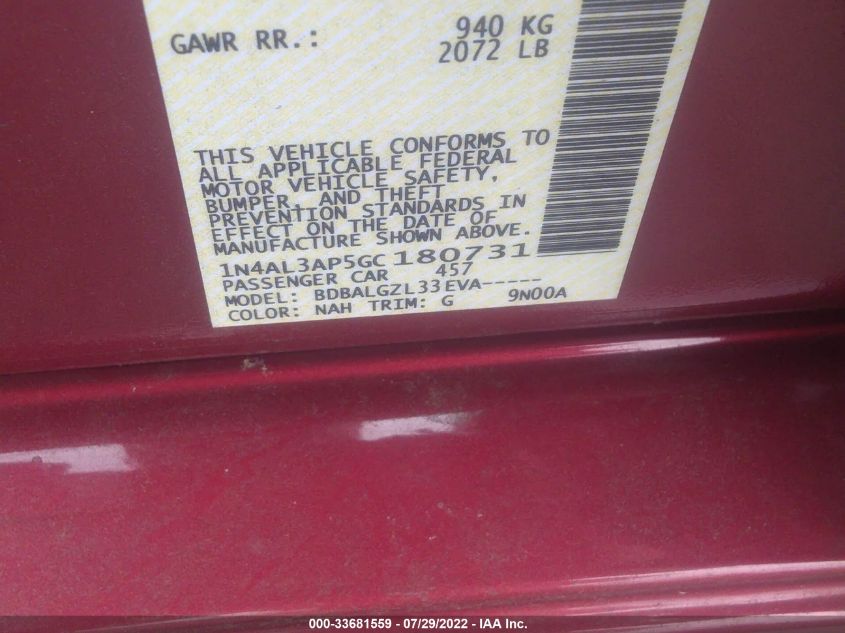 GAWR RR.: 940 KG
2072 LB
THIS VEHICLE CONFORMS TO
ALL APPLICABLE FEDERAL
MOTOR VEHICLE SAFETY,
BUMPER, AND THEFT
PREVENTION STANDARDS IN
EFFECT ON THE DATE OF
MANUFACTURE SHOWN ABOVE.
1N4AL3AP5GC180731
PASSENGER CAR 457
MODEL: BDBALGZL33EVA-----
COLOR: NAH TRIM: G 9N00A
000-33681559 — 07/29/2022 — IAA Inc.